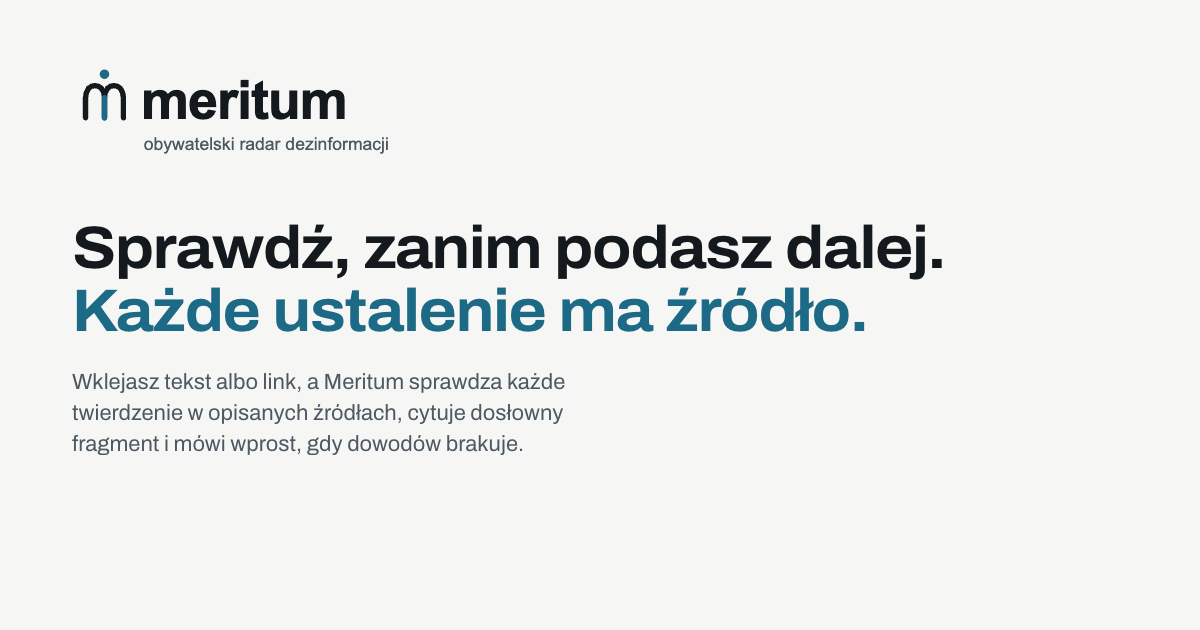 meritum
obywatelski radar dezinformacji
Sprawdź, zanim podasz dalej.
Każde ustalenie ma źródło.
Wklejasz tekst albo link, a Meritum sprawdza każde
twierdzenie w opisanych źródłach, cytuje dosłowny
fragment i mówi wprost, gdy dowodów brakuje.